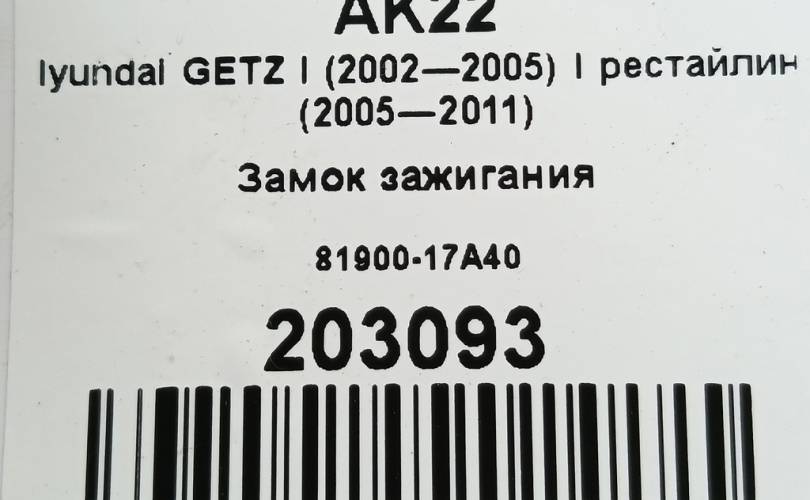 AK22
lyundai GETZ I (2002—2005) I рестайлин
(2005—2011)
Замок зажигания
81900-17A40
203093